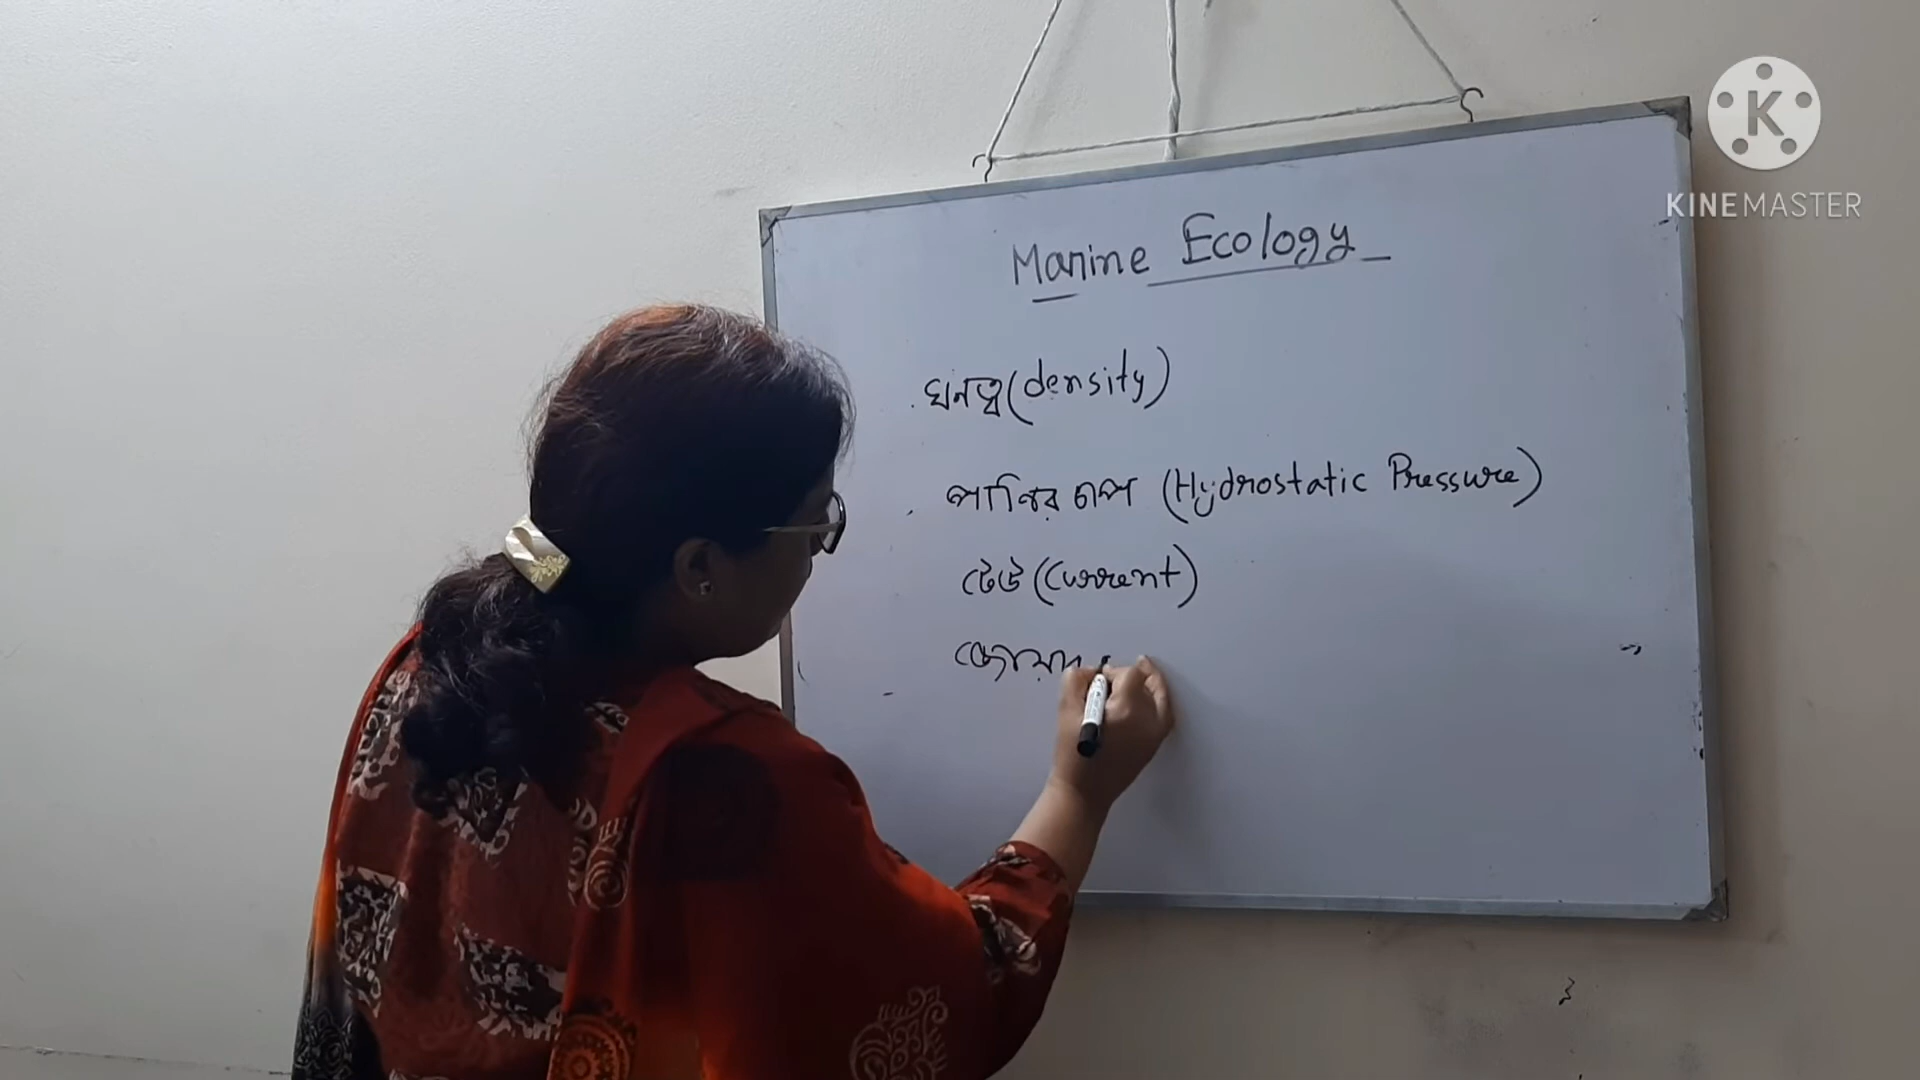 Marine Ecology
ঘনত্ব (density)
পানির চাপ (Hydrostatic Pressure)
ঢেউ (Current)
জোয়া
K
KINEMASTER